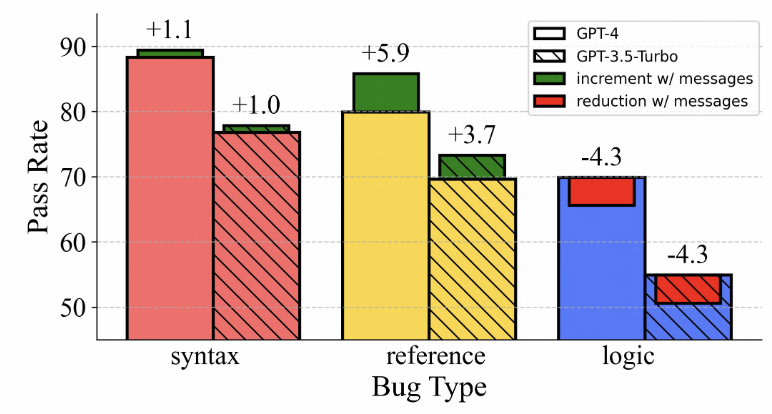 +1.1
+1.0
+5.9
+3.7
-4.3
-4.3
GPT-4
GPT-3.5-Turbo
increment w/ messages
reduction w/ messages
Pass Rate
90
80
70
60
50
syntax
reference
logic
Bug Type